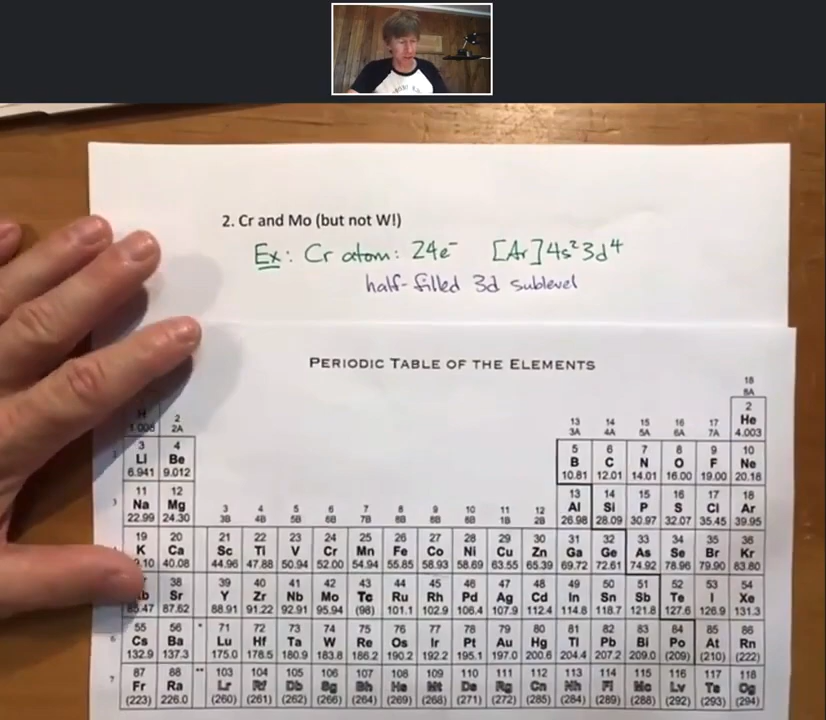 2. Cr and Mo (but not W!)
Ex: Cr atom: 24e⁻ [Ar]4s²3d⁴
half-filled 3d sublevel
PERIODIC TABLE OF THE ELEMENTS
18
8A
2
13 14 15 16 17 He
2A 3A 4A 5A 6A 7A 4.003
3 4 5 6 7 8 9 10
Li Be B C N O F Ne
6.941 9.012 10.81 12.01 14.01 16.00 19.00 20.18
11 12 13 14 15 16 17 18
Na Mg 3 4 5 6 7 8 9 10 11 12 Al Si P S Cl Ar
22.99 24.30 3B 4B 5B 6B 7B 8B 8B 8B 1B 2B 26.98 28.09 30.97 32.07 35.45 39.95
19 20 21 22 23 24 25 26 27 28 29 30 31 32 33 34 35 36
K Ca Sc Ti V Cr Mn Fe Co Ni Cu Zn Ga Ge As Se Br Kr
40.08 44.96 47.88 50.94 52.00 54.94 55.85 58.93 58.69 63.55 65.39 69.72 72.61 74.92 78.96 79.90 83.80
38 39 40 41 42 43 44 45 46 47 48 49 50 51 52 53 54
Sr Y Zr Nb Mo Tc Ru Rh Pd Ag Cd In Sn Sb Te I Xe
85.47 87.62 88.91 91.22 92.91 95.94 (98) 101.1 102.9 106.4 107.9 112.4 114.8 118.7 121.8 127.6 126.9 131.3
55 56 * 71 72 73 74 75 76 77 78 79 80 81 82 83 84 85 86
Cs Ba Lu Hf Ta W Re Os Ir Pt Au Hg Tl Pb Bi Po At Rn
132.9 137.3 175.0 178.5 180.9 183.8 186.2 190.2 192.2 195.1 197.0 200.6 204.4 207.2 209.0 (209) (210) (222)
87 88 ** 103 104 105 106 107 108 109 110 111 112 113 114 115 116 117 118
Fr Ra Lr Rf Db Sg Bh Hs Mt Ds Rg Cn Nh Fl Mc Lv Ts Og
(223) 226.0 (260) (261) (262) (266) (264) (269) (268) (271) (272) (285) (284) (289) (288) (292) (293) (294)